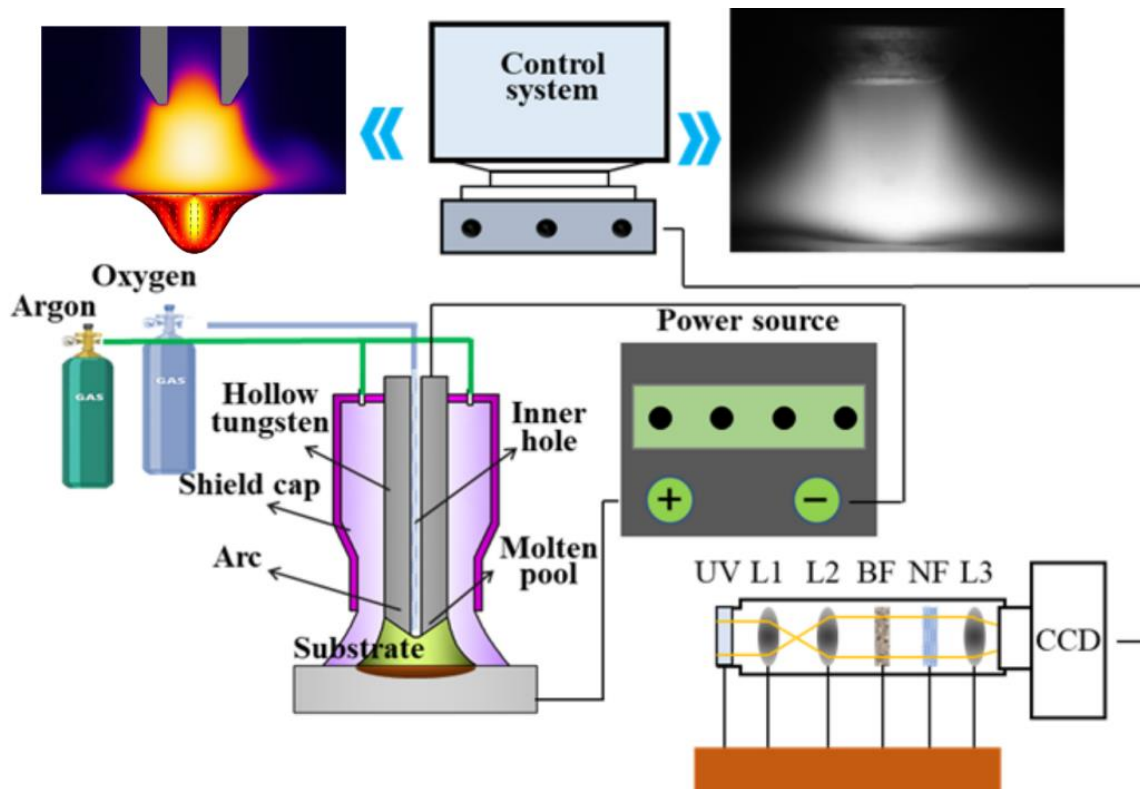 Control
system
Oxygen
Argon
GAS
GAS
Power source
Hollow
tungsten
Inner
hole
Shield cap
+
−
Arc
Molten
pool
Substrate
UV L1 L2 BF NF L3
CCD